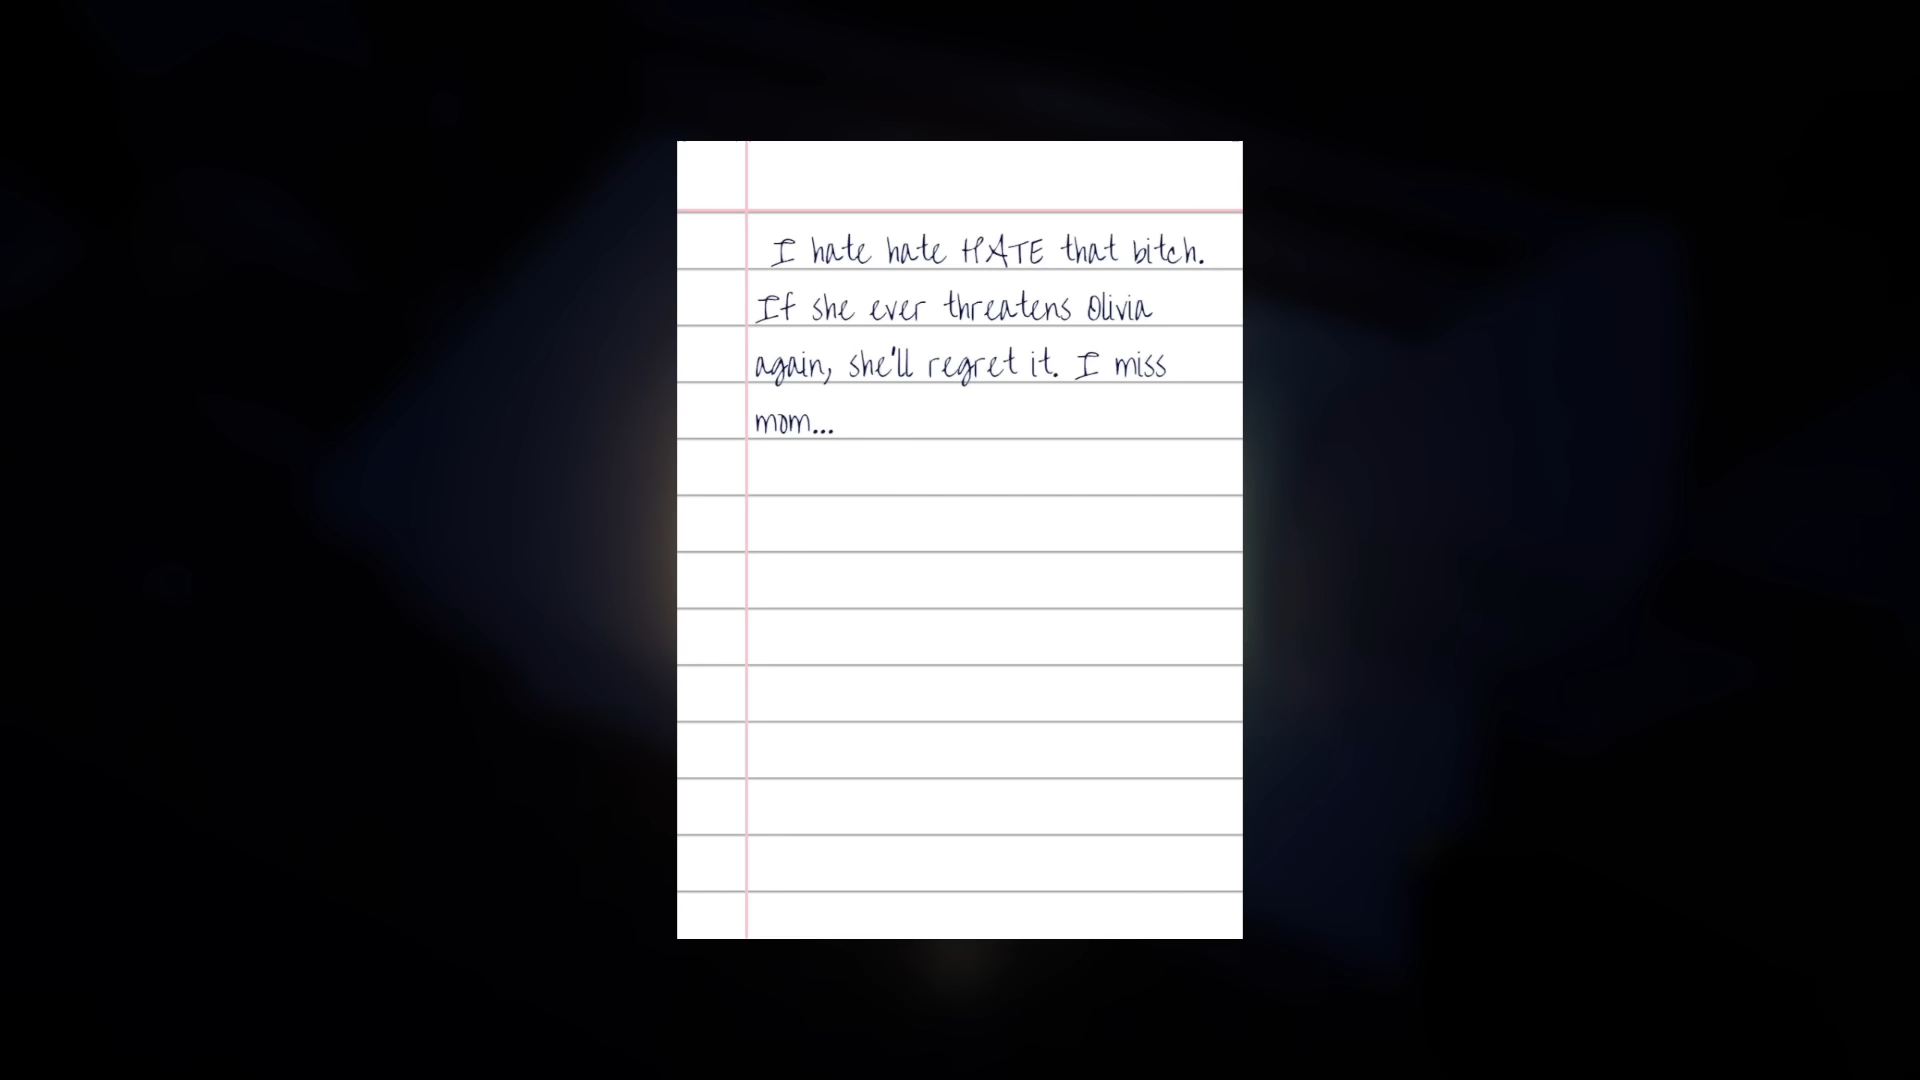 I hate hate HATE that bitch.
If she ever threatens Olivia
again, she'll regret it. I miss
mom...